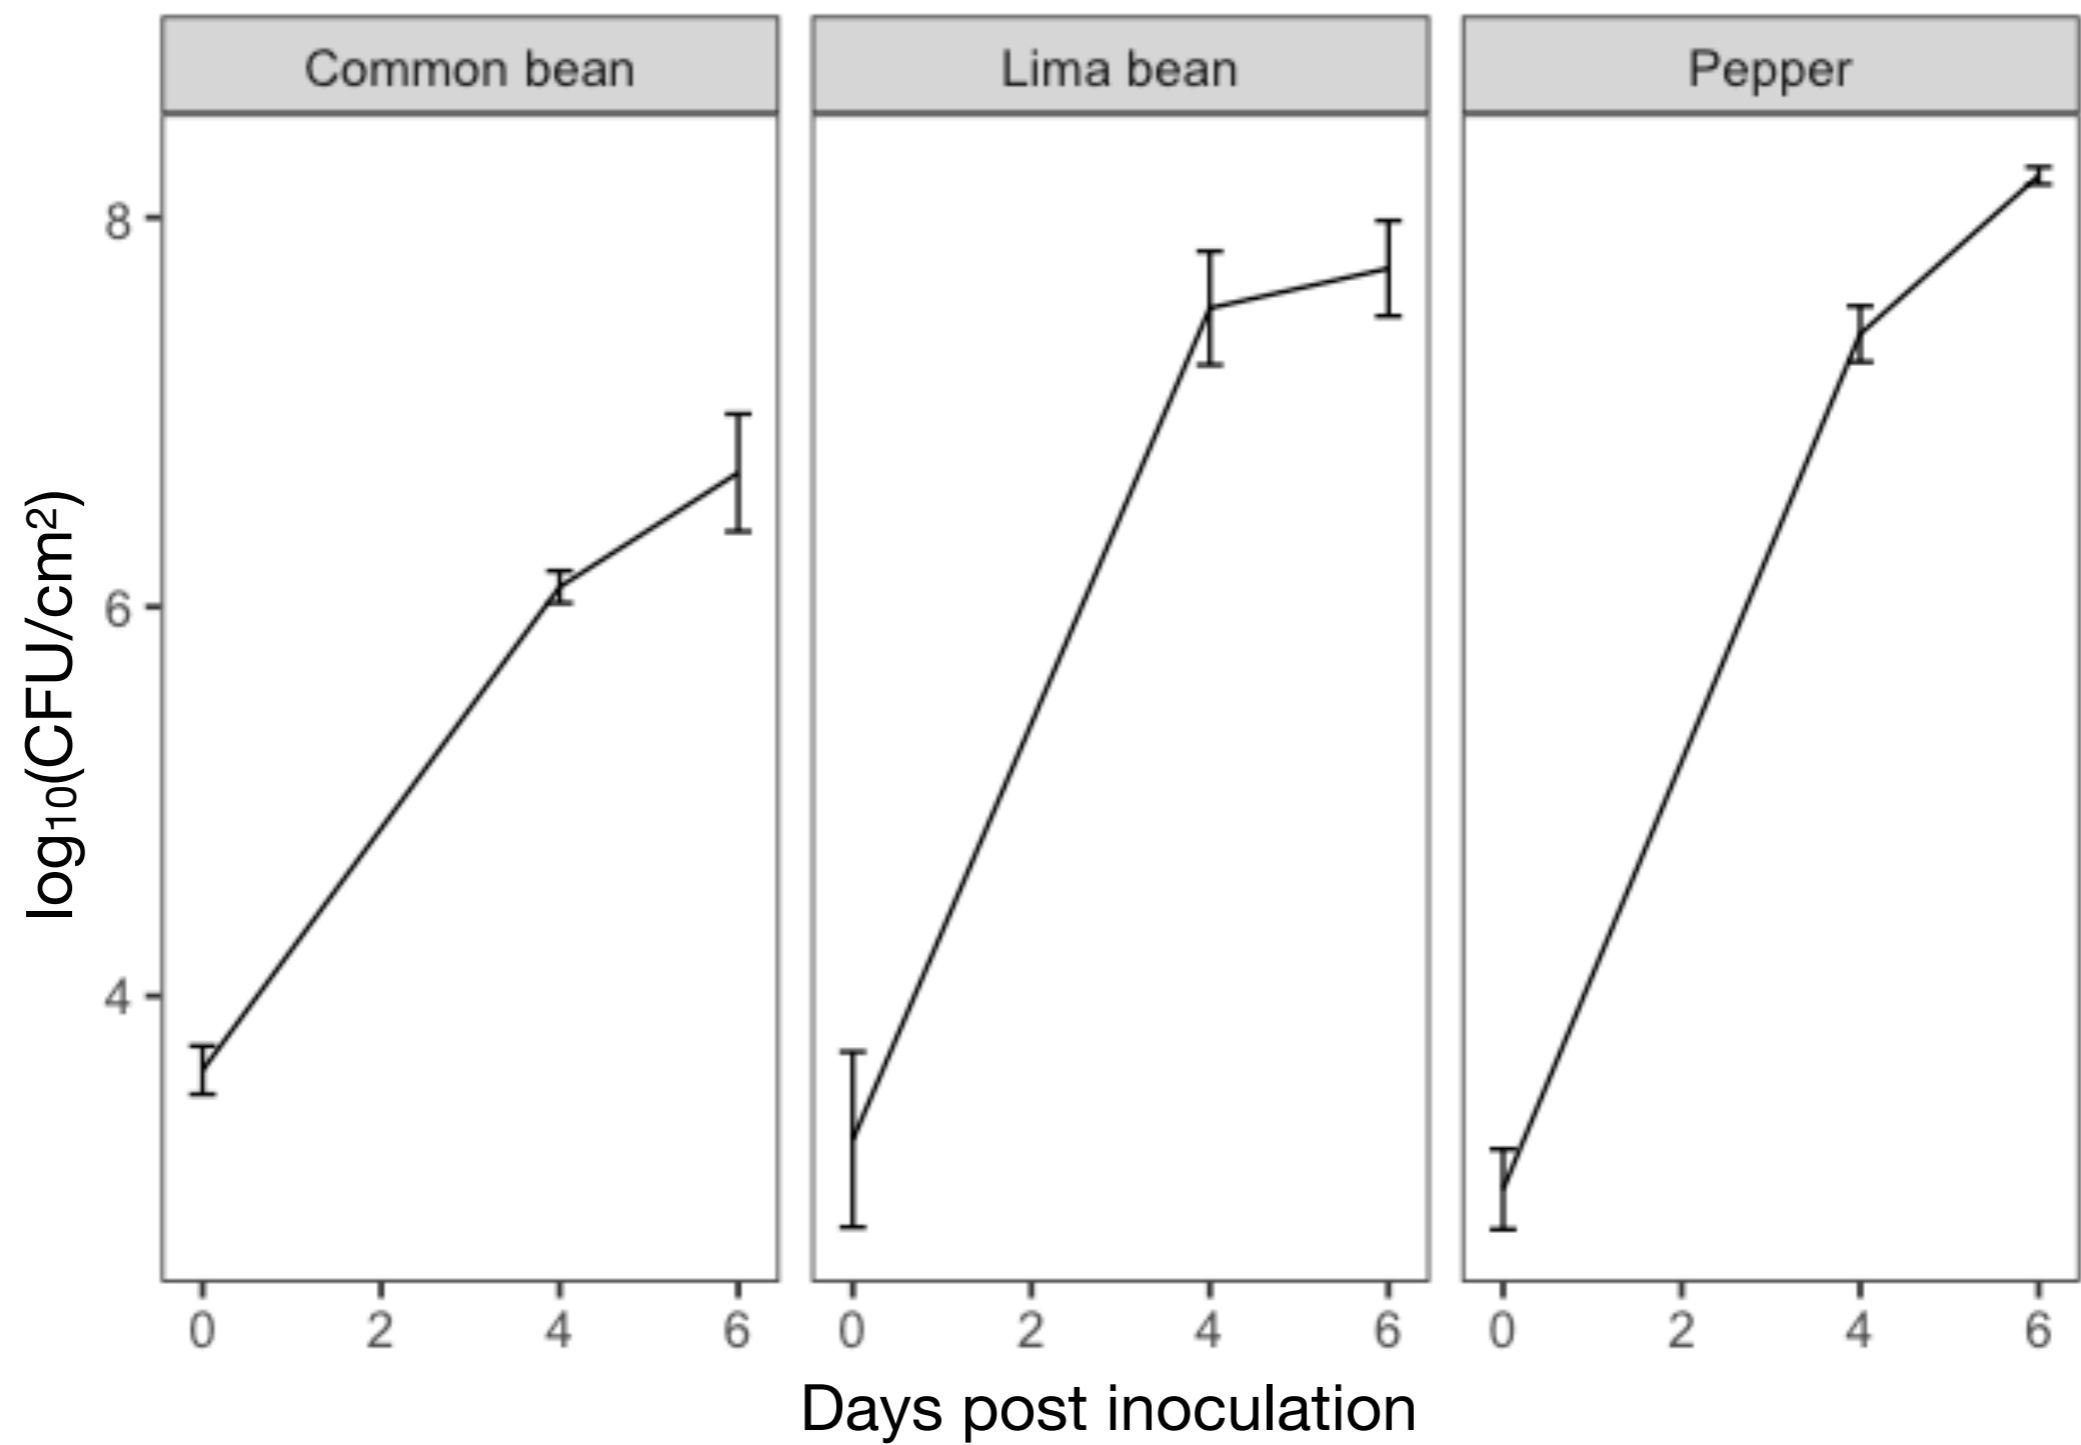 Common bean
Lima bean
Pepper
log₁₀(CFU/cm²)
8
6
4
0 2 4 6
0 2 4 6
0 2 4 6
Days post inoculation